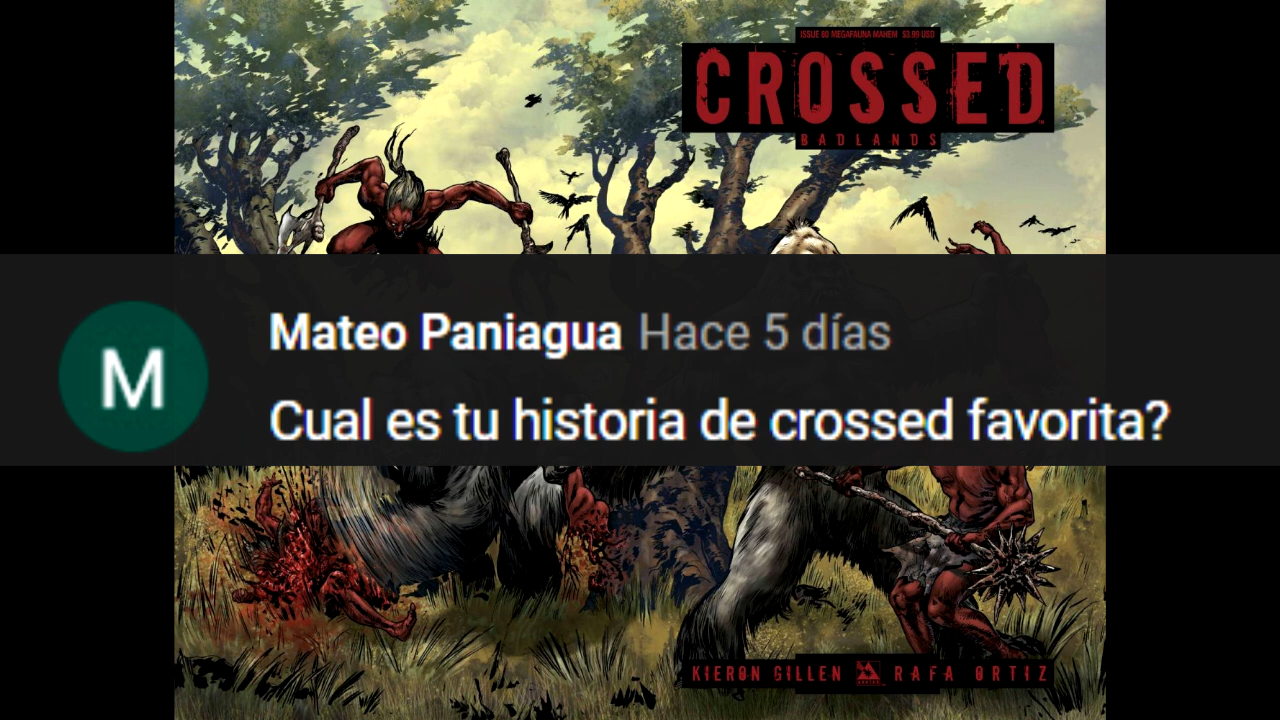 ISSUE 80 MEGAFAUNA MAHEM $3.99 USD
CROSSED
BADLANDS
Mateo Paniagua Hace 5 días
M
Cual es tu historia de crossed favorita?
KIERON GILLEN RAFA ORTIZ